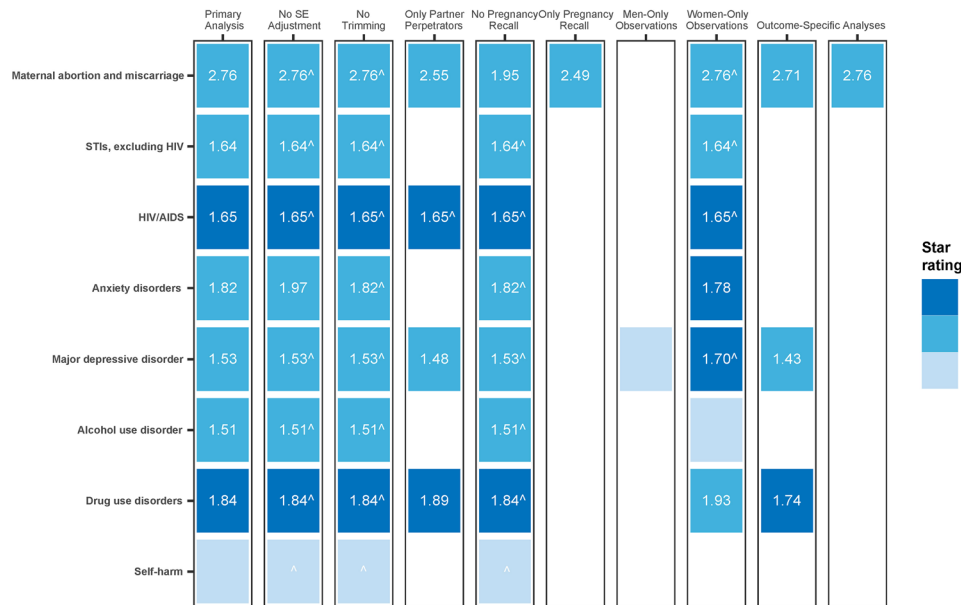 Primary Analysis
No SE Adjustment
No Trimming
Only Partner Perpetrators
No Pregnancy Recall
Only Pregnancy Recall
Men-Only Observations
Women-Only Observations
Outcome-Specific Analyses
Maternal abortion and miscarriage 2.76 2.76^ 2.76^ 2.55 1.95 2.49 2.76^ 2.71 2.76
STIs, excluding HIV 1.64 1.64^ 1.64^ 1.64^ 1.64^
HIV/AIDS 1.65 1.65^ 1.65^ 1.65^ 1.65^ 1.65^
Anxiety disorders 1.82 1.97 1.82^ 1.82^ 1.78
Major depressive disorder 1.53 1.53^ 1.53^ 1.48 1.53^ 1.70^ 1.43
Alcohol use disorder 1.51 1.51^ 1.51^ 1.51^
Drug use disorders 1.84 1.84^ 1.84^ 1.89 1.84^ 1.93 1.74
Self-harm ^ ^ ^
Star
rating